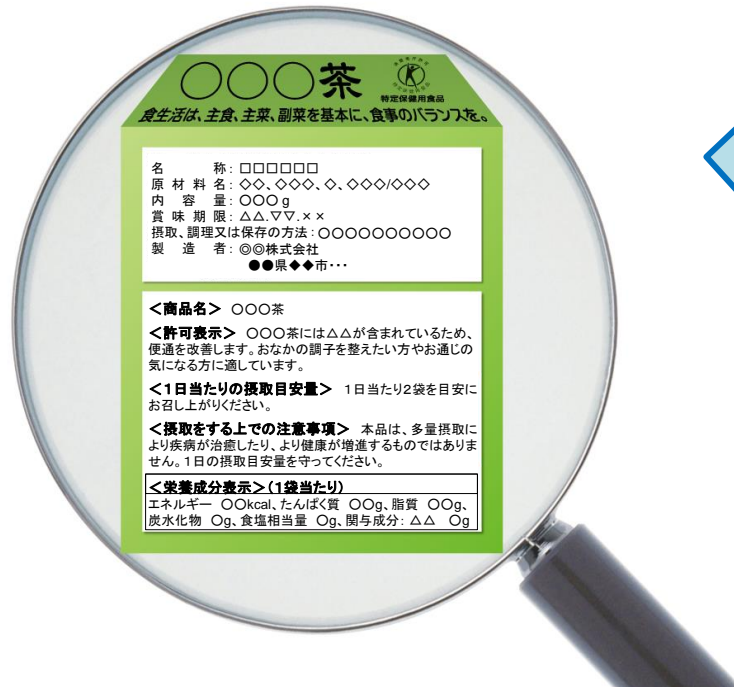 〇〇〇茶
特定保健用食品
食生活は、主食、主菜、副菜を基本に、食事のバランスを。
名称：□□□□□□
原材料名：◇◇、◇◇◇、◇、◇◇◇/◇◇◇
内容量：〇〇〇ｇ
賞味期限：△△.▽▽.××
摂取、調理又は保存の方法：〇〇〇〇〇〇〇〇〇〇
製造者：◎◎株式会社
●●県◆◆市･･･
＜商品名＞ 〇〇〇茶
＜許可表示＞ 〇〇〇茶には△△が含まれているため、
便通を改善します。おなかの調子を整えたい方やお通じの
気になる方に適しています。
＜１日当たりの摂取目安量＞ １日当たり２袋を目安に
お召し上がりください。
＜摂取をする上での注意事項＞ 本品は、多量摂取に
より疾病が治癒したり、より健康が増進するものではありま
せん。１日の摂取目安量を守ってください。
＜栄養成分表示＞（１袋当たり）
エネルギー 〇〇kcal、たんぱく質 〇〇g、脂質 〇〇g、
炭水化物 〇g、食塩相当量 〇g、関与成分：△△ 〇g